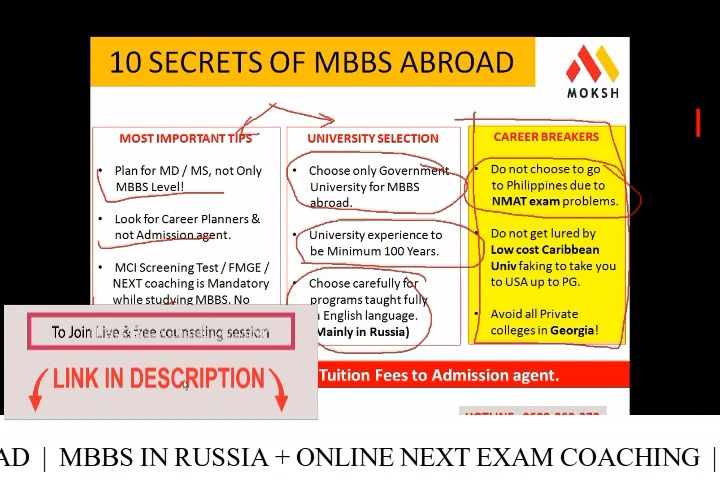 10 SECRETS OF MBBS ABROAD
MOKSH
MOST IMPORTANT TIPS
• Plan for MD / MS, not Only
MBBS Level!
• Look for Career Planners &
not Admission agent.
• MCI Screening Test / FMGE /
NEXT coaching is Mandatory
while studying MBBS. No
UNIVERSITY SELECTION
• Choose only Government
University for MBBS
abroad.
• University experience to
be Minimum 100 Years.
• Choose carefully for
programs taught fully
English language.
Mainly in Russia)
CAREER BREAKERS
• Do not choose to go
to Philippines due to
NMAT exam problems.
• Do not get lured by
Low cost Caribbean
Univ faking to take you
to USA up to PG.
• Avoid all Private
colleges in Georgia!
Tuition Fees to Admission agent.
To Join Live & free counseling session
LINK IN DESCRIPTION
AD | MBBS IN RUSSIA + ONLINE NEXT EXAM COACHING |